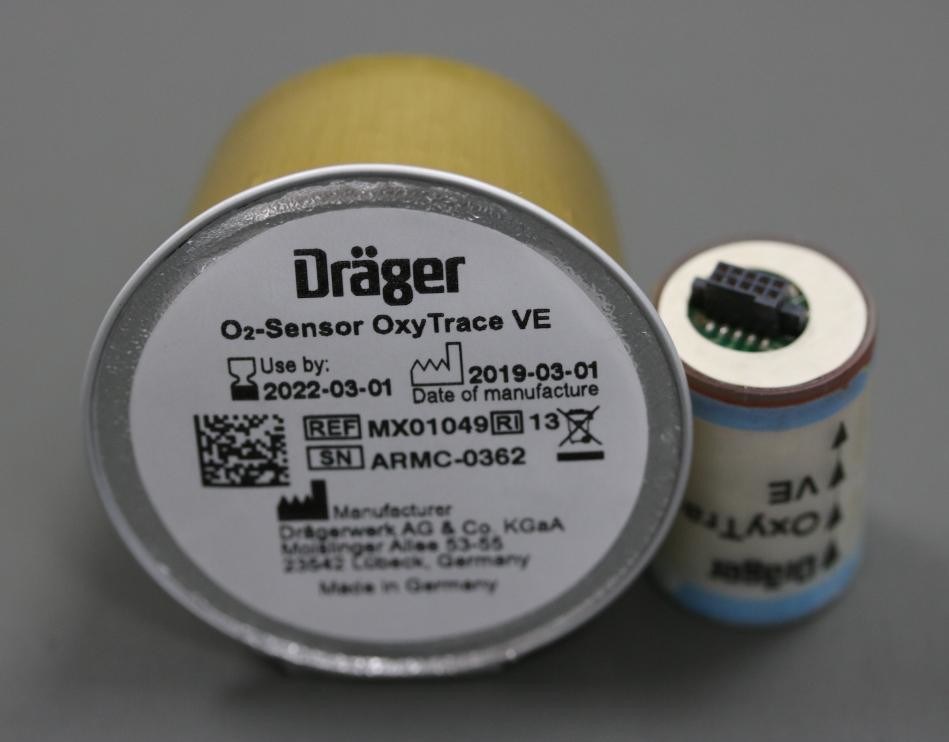 Dräger
O₂-Sensor OxyTrace VE
Use by:
2022-03-01
2019-03-01
Date of manufacture
REF MX01049 RI 13
SN ARMC-0362
Manufacturer
Drägerwerk AG & Co. KGaA
Moislinger Allee 53-55
23542 Lübeck, Germany
Made in Germany
VE
OxyTra
Dräger